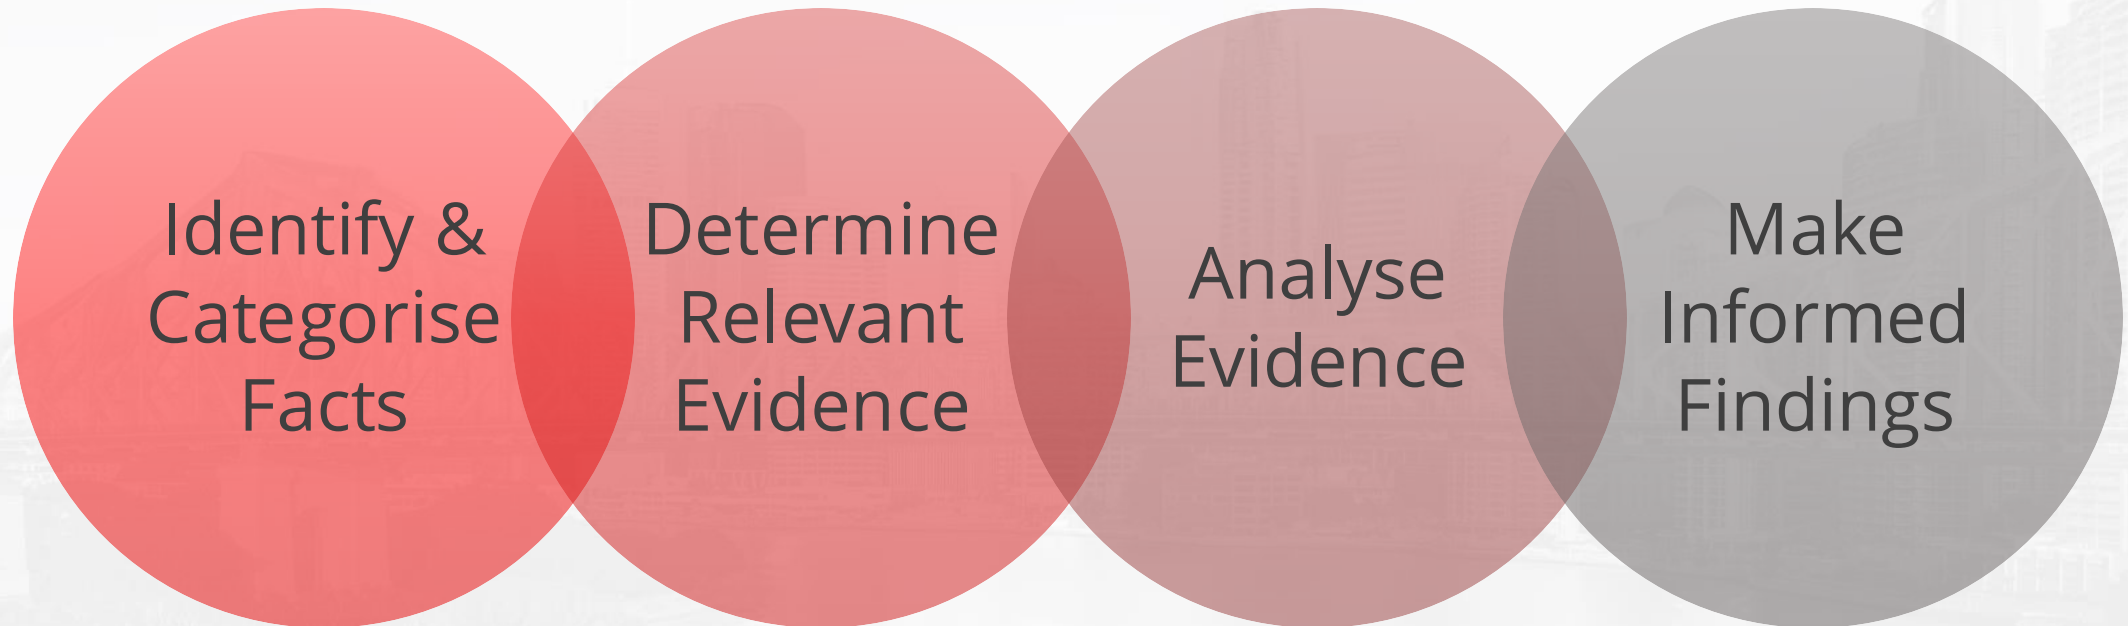 Identify &
Categorise
Facts
Determine
Relevant
Evidence
Analyse
Evidence
Make
Informed
Findings